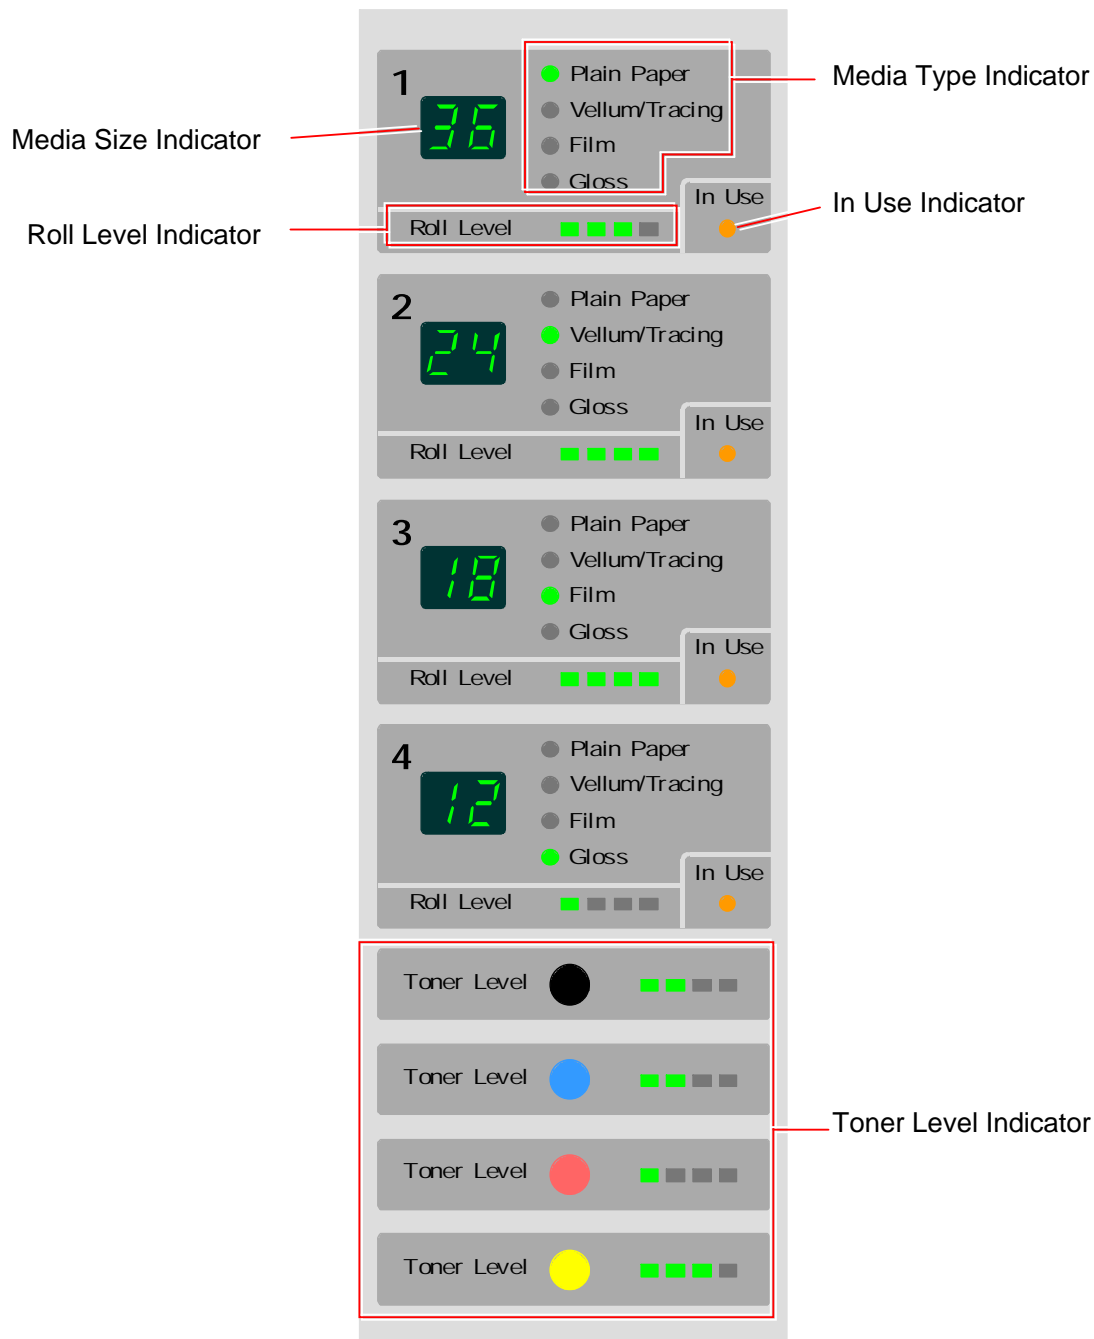 1
Plain Paper
Media Type Indicator
36
Vellum/Tracing
Media Size Indicator
Film
Gloss
In Use
In Use Indicator
Roll Level Indicator
Roll Level
2
Plain Paper
24
Vellum/Tracing
Film
Gloss
In Use
Roll Level
3
Plain Paper
18
Vellum/Tracing
Film
Gloss
In Use
Roll Level
4
Plain Paper
12
Vellum/Tracing
Film
Gloss
In Use
Roll Level
Toner Level
Toner Level
Toner Level Indicator
Toner Level
Toner Level